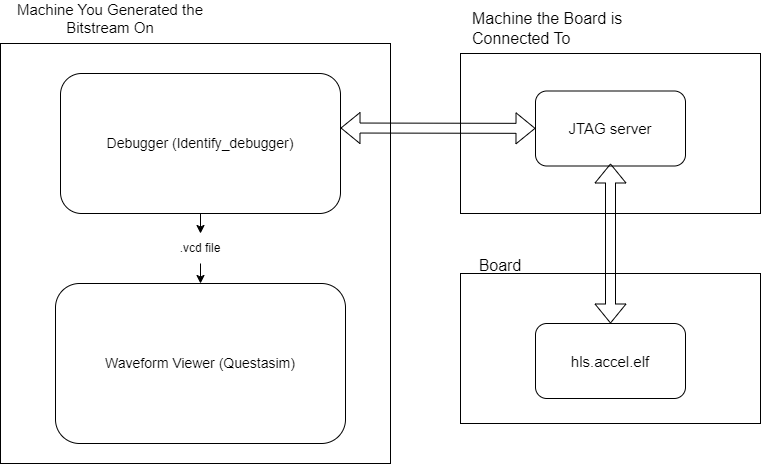 Machine You Generated the
Bitstream On
Machine the Board is
Connected To
Debugger (Identify_debugger)
JTAG server
.vcd file
Board
Waveform Viewer (Questasim)
hls.accel.elf